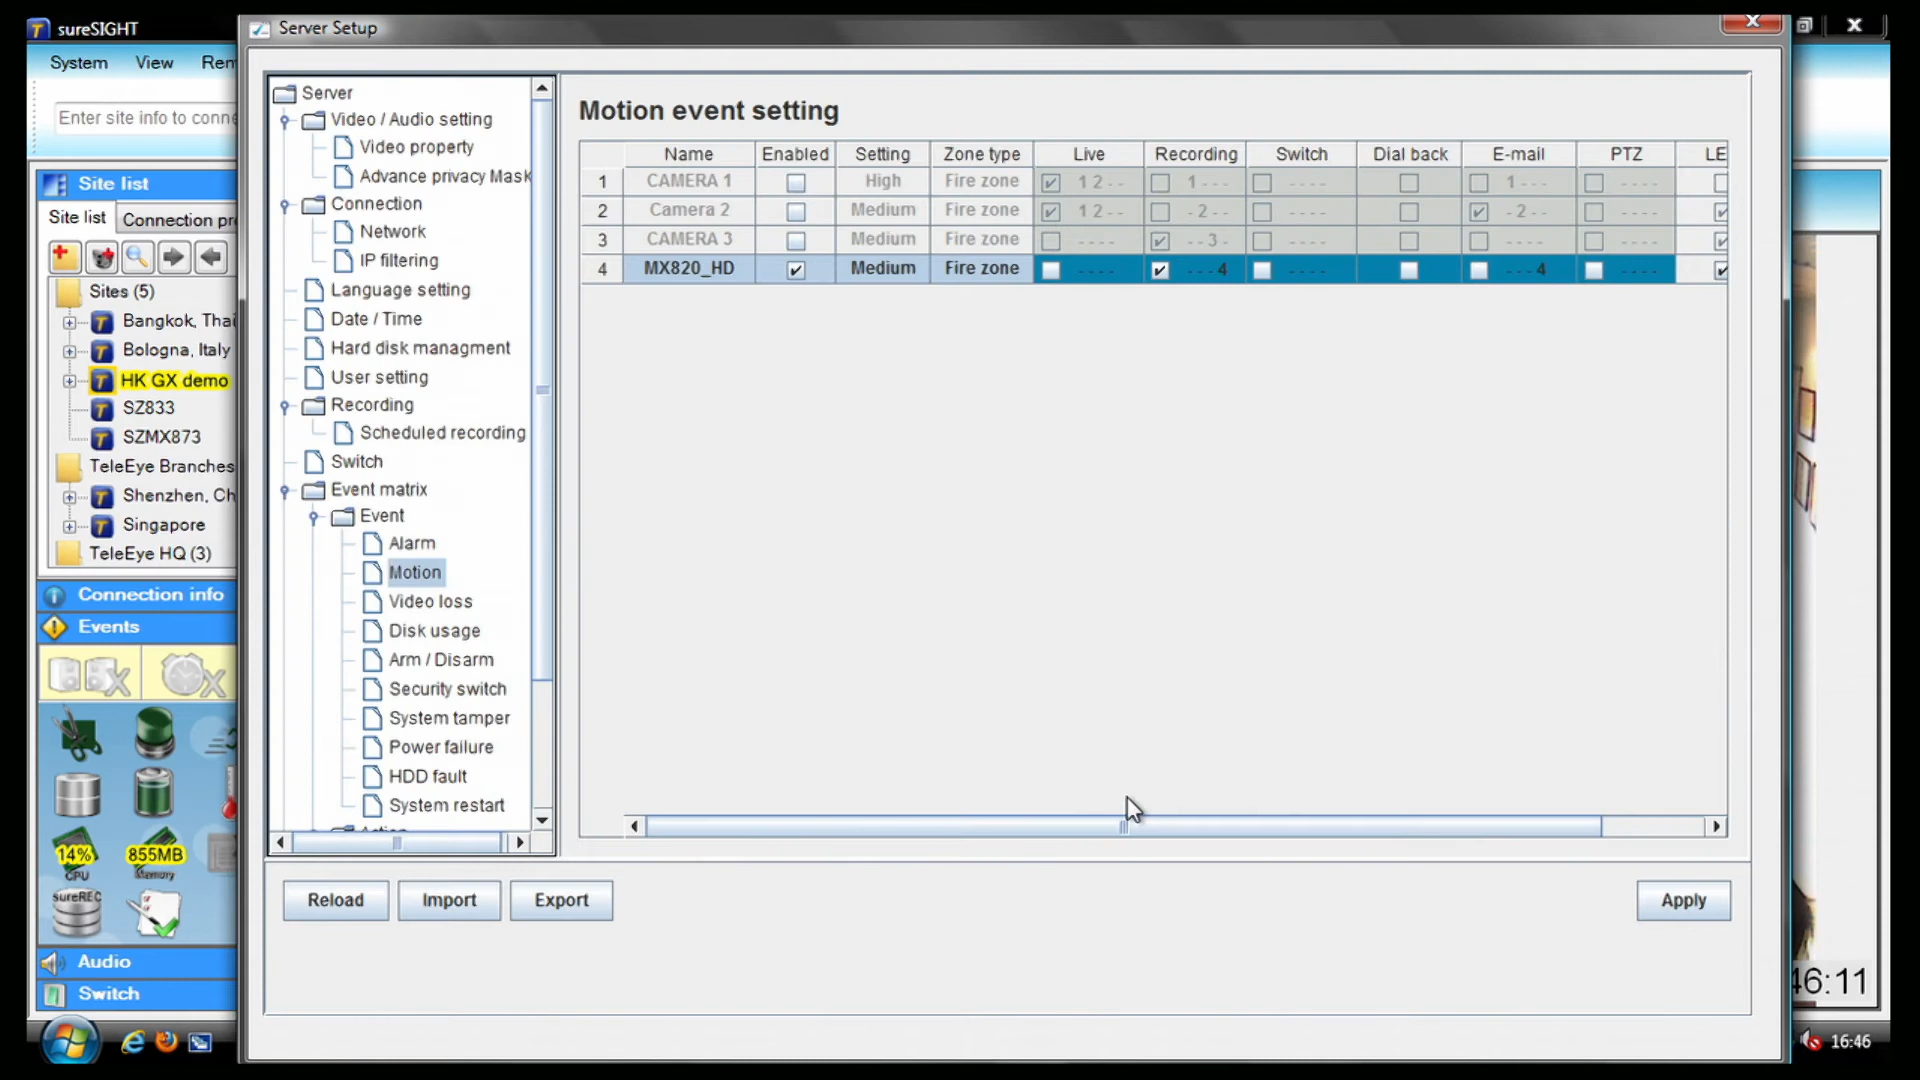 sureSIGHT
Server Setup
System View Ren
Enter site info to conne
Site list
Site list Connection pr
Sites (5)
Bangkok, Thai
Bologna, Italy
HK GX demo
SZ833
SZMX873
TeleEye Branches
Shenzhen, Ch
Singapore
TeleEye HQ (3)
Connection info
Events
14%
CPU
855MB
Memory
sureREC
Audio
Switch
Server
Video / Audio setting
Video property
Advance privacy Mask
Connection
Network
IP filtering
Language setting
Date / Time
Hard disk managment
User setting
Recording
Scheduled recording
Switch
Event matrix
Event
Alarm
Motion
Video loss
Disk usage
Arm / Disarm
Security switch
System tamper
Power failure
HDD fault
System restart
Action
Motion event setting
Name Enabled Setting Zone type Live Recording Switch Dial back E-mail PTZ LE
1 CAMERA 1 High Fire zone 1 2 - - 1 - - - - - - - 1 - - - - - - -
2 Camera 2 Medium Fire zone 1 2 - - - 2 - - - - - - - 2 - - - - - -
3 CAMERA 3 Medium Fire zone - - - - - - 3 - - - - - - - - - - - - -
4 MX820_HD Medium Fire zone - - - - - - - 4 - - - - - - - 4 - - - -
Reload Import Export Apply
46:11
16:46